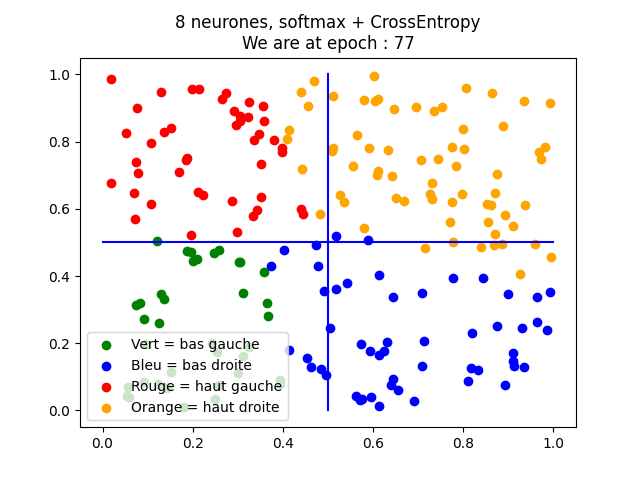 8 neurones, softmax + CrossEntropy
We are at epoch : 77
1.0
0.8
0.6
0.4
0.2
0.0
Vert = bas gauche
Bleu = bas droite
Rouge = haut gauche
Orange = haut droite
0.0 0.2 0.4 0.6 0.8 1.0